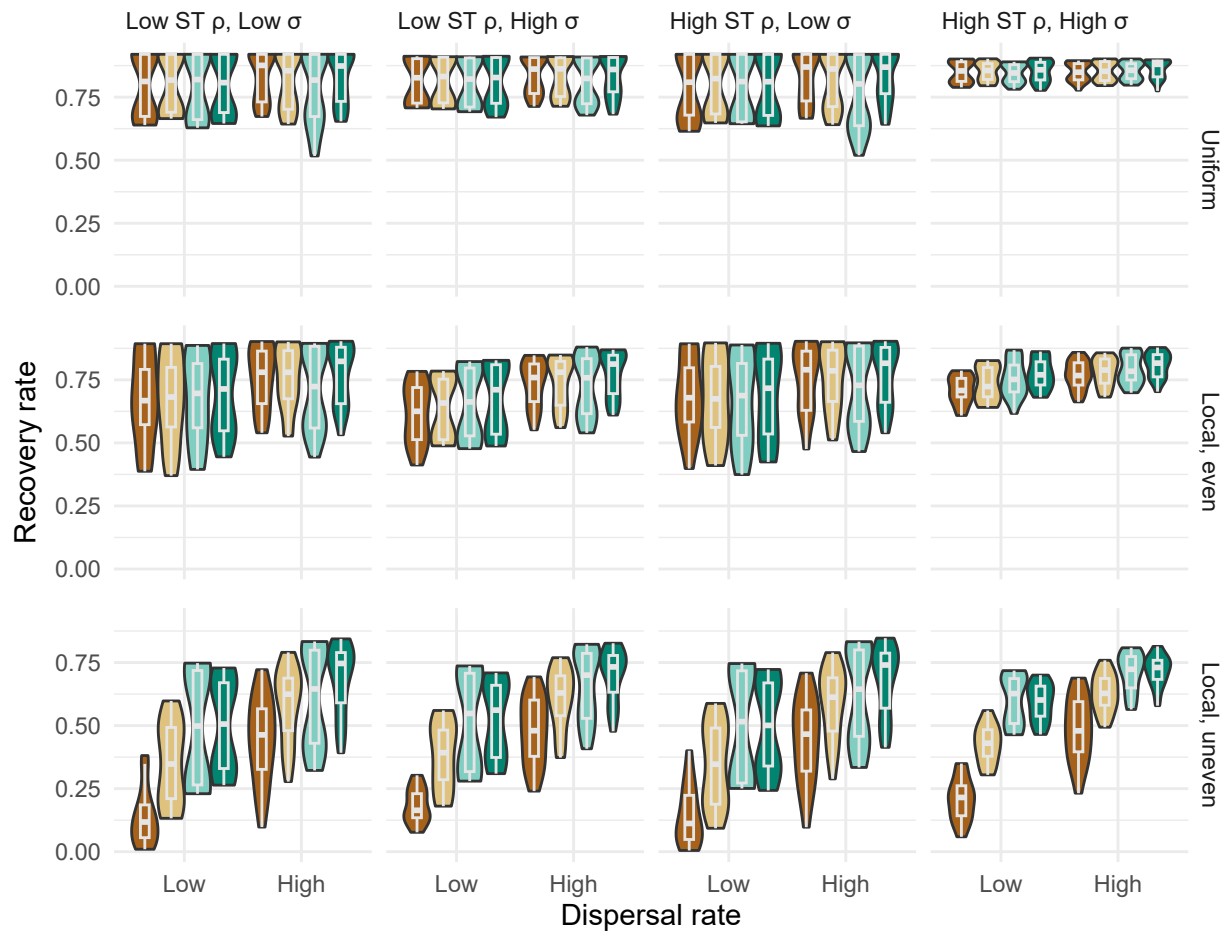 Low ST ρ, Low σ
Low ST ρ, High σ
High ST ρ, Low σ
High ST ρ, High σ
0.75
0.50
0.25
0.00
Uniform
0.75
0.50
0.25
0.00
Local, even
0.75
0.50
0.25
0.00
Local, uneven
Recovery rate
Low
High
Low
High
Low
High
Low
High
Dispersal rate